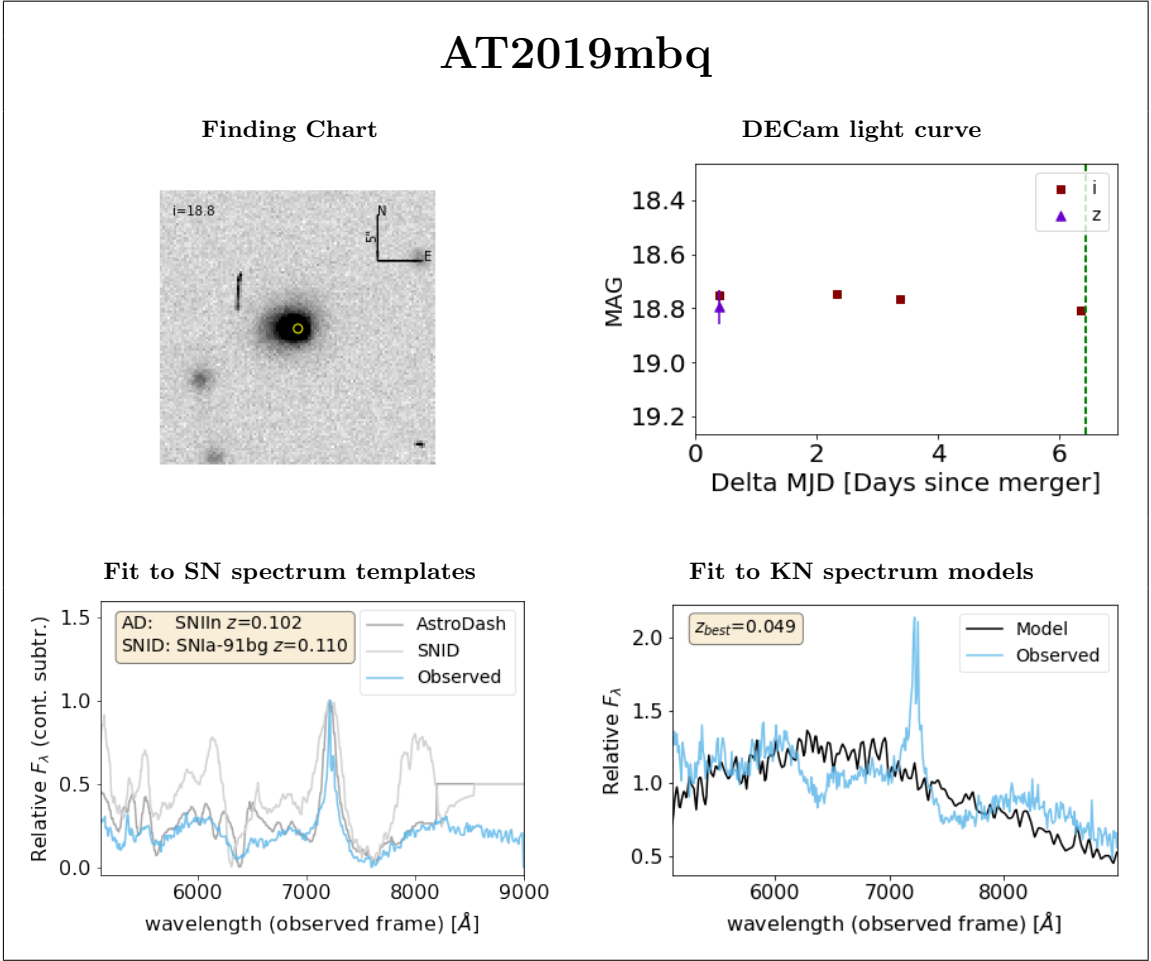 AT2019mbq
Finding Chart
i=18.8
N
5"
E
DECam light curve
18.4
18.6
18.8
19.0
19.2
MAG
i
z
0
2
4
6
Delta MJD [Days since merger]
Fit to SN spectrum templates
1.5
1.0
0.5
0.0
Relative Fλ (cont. subtr.)
AD: SNIIn z=0.102
SNID: SNIa-91bg z=0.110
AstroDash
SNID
Observed
6000
7000
8000
9000
wavelength (observed frame) [Å]
Fit to KN spectrum models
2.0
1.5
1.0
0.5
Relative Fλ
zbest=0.049
Model
Observed
6000
7000
8000
wavelength (observed frame) [Å]